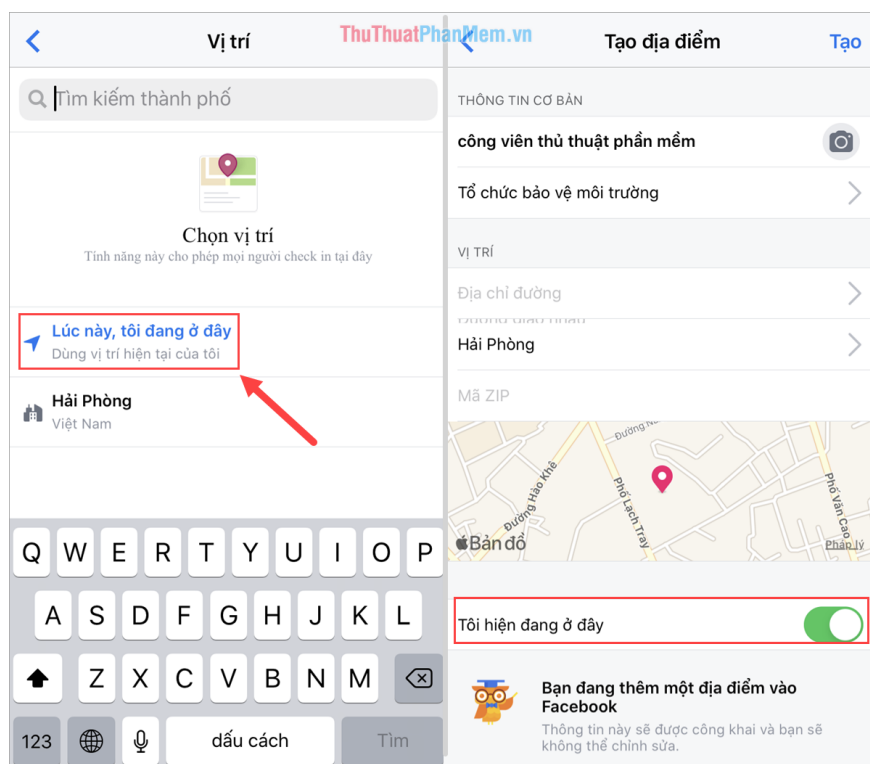 Vị trí
ThuThuatPhanMem.vn
Tìm kiếm thành phố
Chọn vị trí
Tính năng này cho phép mọi người check in tại đây
Lúc này, tôi đang ở đây
Dùng vị trí hiện tại của tôi
Hải Phòng
Việt Nam
Q W E R T Y U I O P
A S D F G H J K L
Z X C V B N M
123 dấu cách Tìm
Tạo địa điểm
Tạo
THÔNG TIN CƠ BẢN
công viên thủ thuật phần mềm
Tổ chức bảo vệ môi trường
VỊ TRÍ
Địa chỉ đường
Đường giao nhau
Hải Phòng
Mã ZIP
Đường Hào Khê
Phố Lạch Tray
Phố Văn Cao
Bản đồ
Pháp lý
Tôi hiện đang ở đây
Bạn đang thêm một địa điểm vào
Facebook
Thông tin này sẽ được công khai và bạn sẽ
không thể chỉnh sửa.